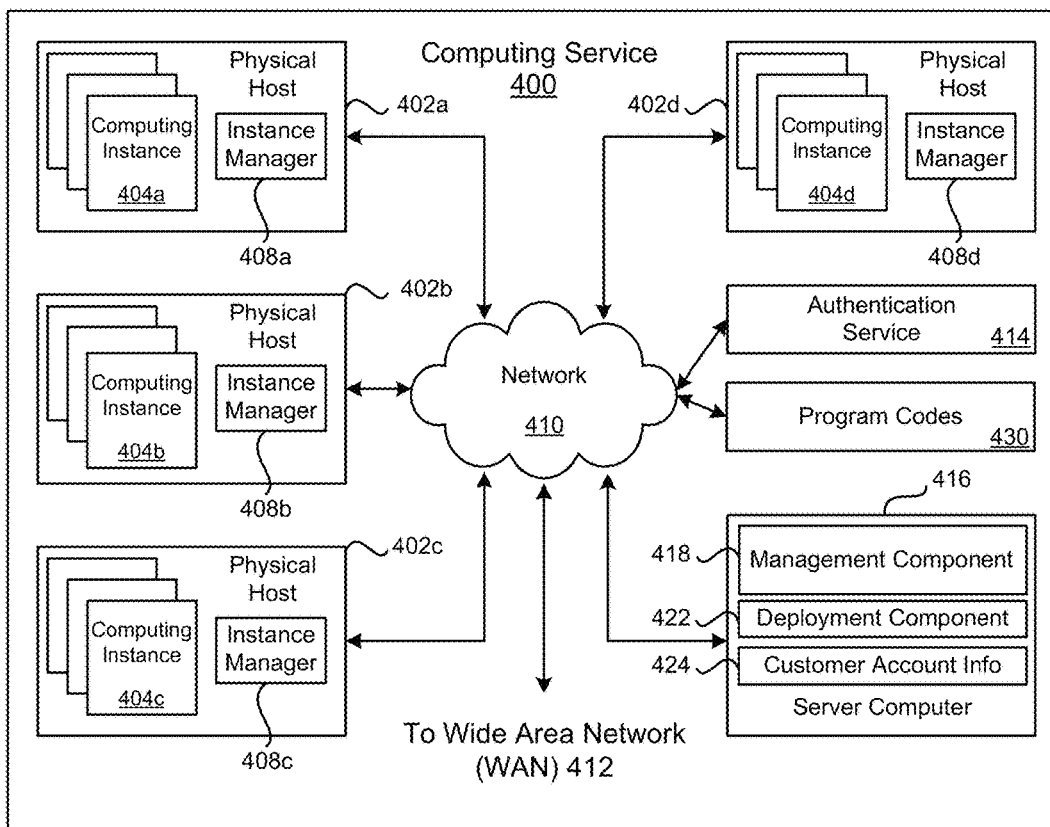 Computing Service
400
Physical
Host
402a
Computing
Instance
404a
Instance
Manager
408a
402d
Physical
Host
Computing
Instance
404d
Instance
Manager
408d
402b
Physical
Host
Computing
Instance
404b
Instance
Manager
408b
Network
410
Authentication
Service
414
Program Codes
430
402c
Physical
Host
Computing
Instance
404c
Instance
Manager
408c
416
418
Management Component
422
Deployment Component
424
Customer Account Info
Server Computer
To Wide Area Network
(WAN) 412